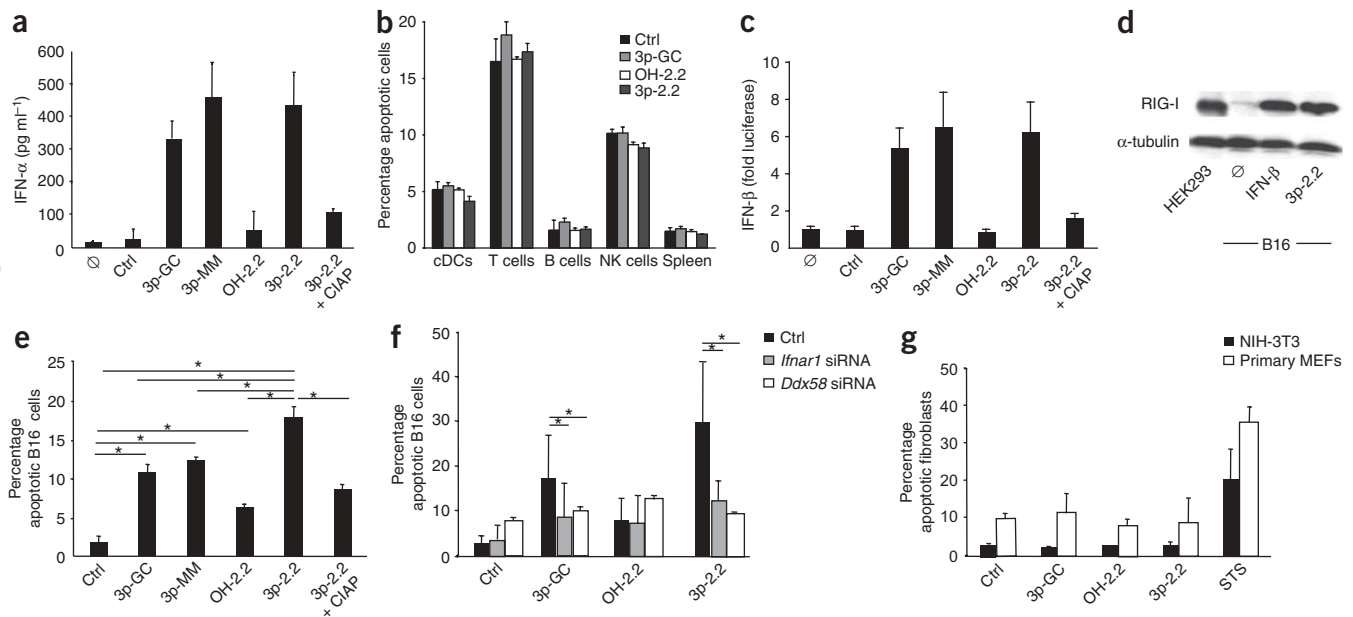 a
IFN-α (pg ml⁻¹)
600
500
400
300
200
100
0
∅
Ctrl
3p-GC
3p-MM
OH-2.2
3p-2.2
3p-2.2
+ CIAP
b
Percentage apoptotic cells
20
15
10
5
0
Ctrl
3p-GC
OH-2.2
3p-2.2
cDCs
T cells
B cells
NK cells
Spleen
c
IFN-β (fold luciferase)
10
8
6
4
2
0
∅
Ctrl
3p-GC
3p-MM
OH-2.2
3p-2.2
3p-2.2
+ CIAP
d
RIG-I
α-tubulin
HEK293
∅
IFN-β
3p-2.2
B16
e
Percentage
apoptotic B16 cells
25
20
15
10
5
0
* * * * *
* * *
Ctrl
3p-GC
3p-MM
OH-2.2
3p-2.2
3p-2.2
+ CIAP
f
Percentage
apoptotic B16 cells
50
40
30
20
10
0
* *
* *
Ctrl
Ifnar1 siRNA
Ddx58 siRNA
Ctrl
3p-GC
OH-2.2
3p-2.2
g
Percentage
apoptotic fibroblasts
50
40
30
20
10
0
NIH-3T3
Primary MEFs
Ctrl
3p-GC
OH-2.2
3p-2.2
STS